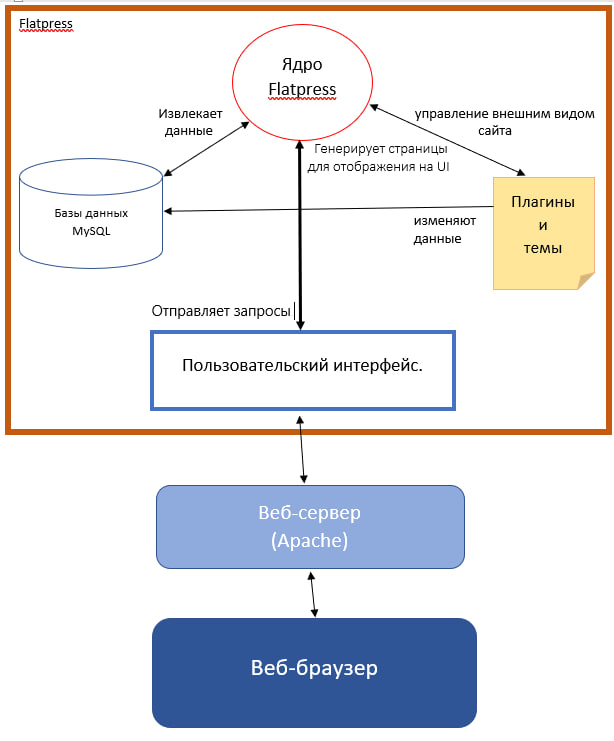 Flatpress
Ядро
Flatpress
Извлекает
данные
управление внешним видом
сайта
Генерирует страницы
для отображения на UI
Базы данных
MySQL
Плагины
и
темы
изменяют
данные
Отправляет запросы
Пользовательский интерфейс.
Веб-сервер
(Apache)
Веб-браузер